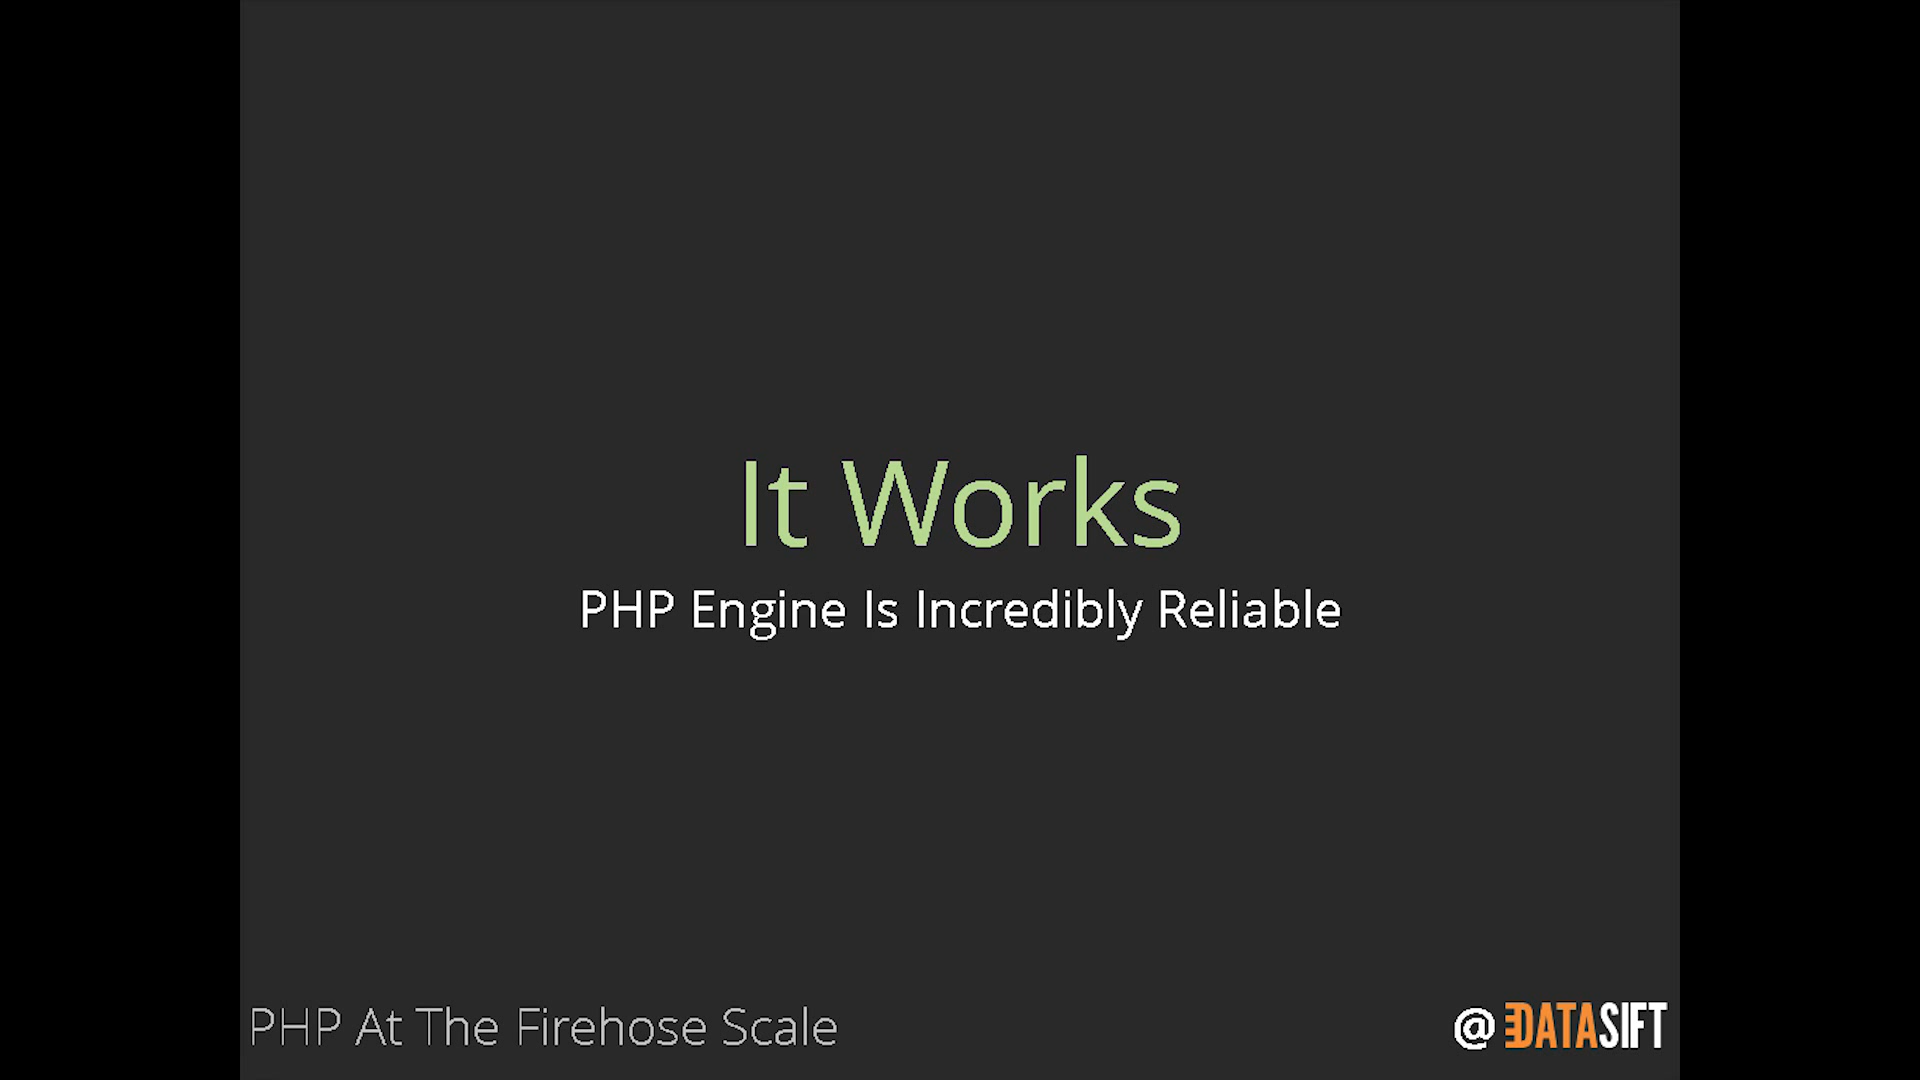 It Works
PHP Engine Is Incredibly Reliable
PHP At The Firehose Scale
@ DATASIFT